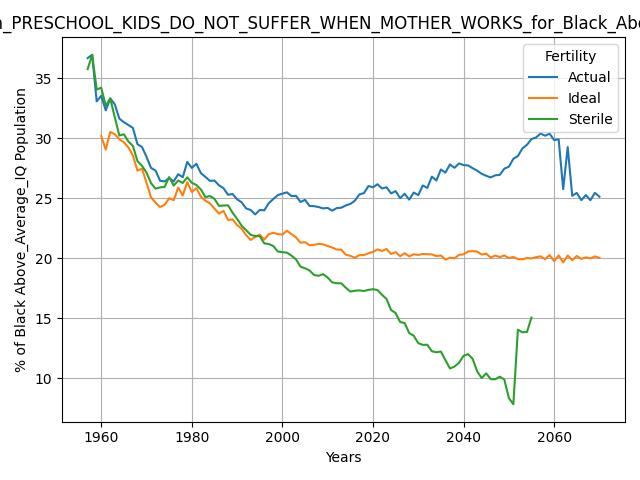 _PRESCHOOL_KIDS_DO_NOT_SUFFER_WHEN_MOTHER_WORKS_for_Black_Abo
% of Black Above_Average_IQ Population
35
30
25
20
15
10
Fertility
Actual
Ideal
Sterile
1960 1980 2000 2020 2040 2060
Years